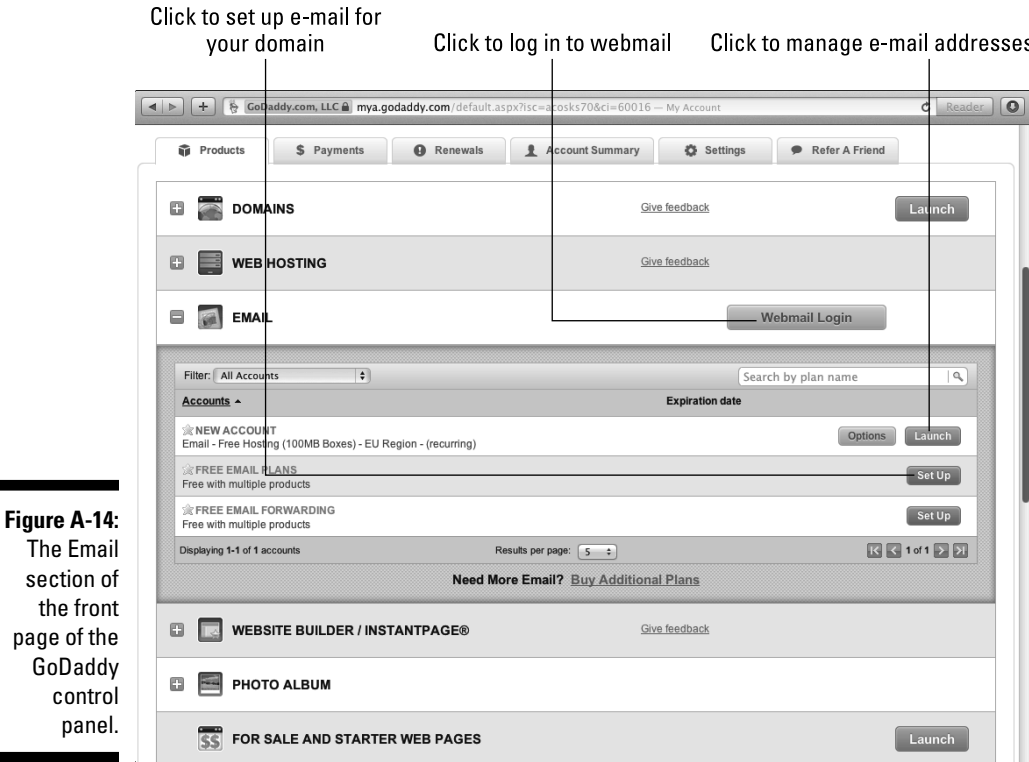 Click to set up e-mail for
your domain
Click to log in to webmail
Click to manage e-mail addresses
GoDaddy.com, LLC mya.godaddy.com/default.aspx?isc=acosks70&ci=60016 — My Account
Reader
Products
$ Payments
Renewals
Account Summary
Settings
Refer A Friend
DOMAINS
Give feedback
Launch
WEB HOSTING
Give feedback
EMAIL
Webmail Login
Filter: All Accounts
Search by plan name
Accounts
Expiration date
NEW ACCOUNT
Email - Free Hosting (100MB Boxes) - EU Region - (recurring)
Options
Launch
FREE EMAIL PLANS
Free with multiple products
Set Up
FREE EMAIL FORWARDING
Free with multiple products
Set Up
Displaying 1-1 of 1 accounts
Results per page: 5
1 of 1
Need More Email? Buy Additional Plans
WEBSITE BUILDER / INSTANTPAGE®
Give feedback
PHOTO ALBUM
$$
FOR SALE AND STARTER WEB PAGES
Launch
Figure A-14:
The Email
section of
the front
page of the
GoDaddy
control
panel.